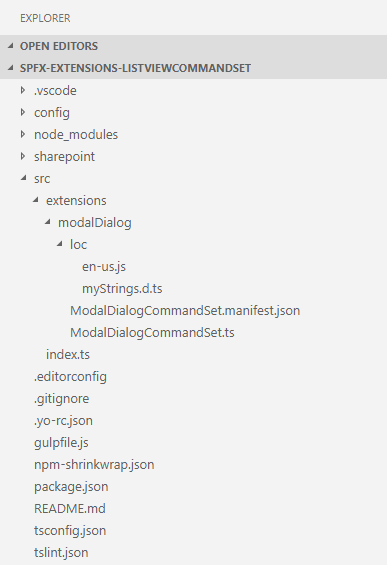 EXPLORER
OPEN EDITORS
SPFX-EXTENSIONS-LISTVIEWCOMMANDSET
.vscode
config
node_modules
sharepoint
src
extensions
modalDialog
loc
en-us.js
myStrings.d.ts
ModalDialogCommandSet.manifest.json
ModalDialogCommandSet.ts
index.ts
.editorconfig
.gitignore
.yo-rc.json
gulpfile.js
npm-shrinkwrap.json
package.json
README.md
tsconfig.json
tslint.json